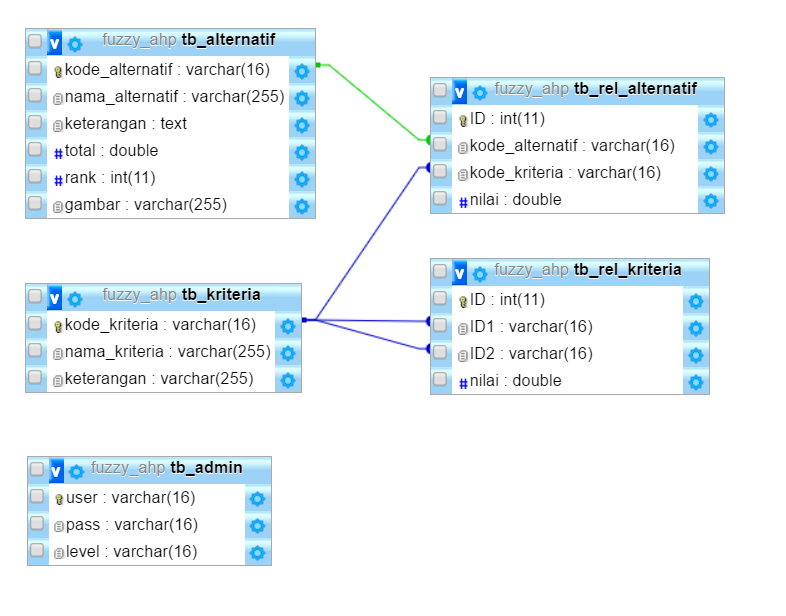 v fuzzy_ahp tb_alternatif
kode_alternatif : varchar(16)
nama_alternatif : varchar(255)
keterangan : text
# total : double
# rank : int(11)
gambar : varchar(255)
v fuzzy_ahp tb_rel_alternatif
ID : int(11)
kode_alternatif : varchar(16)
kode_kriteria : varchar(16)
# nilai : double
v fuzzy_ahp tb_kriteria
kode_kriteria : varchar(16)
nama_kriteria : varchar(255)
keterangan : varchar(255)
v fuzzy_ahp tb_rel_kriteria
ID : int(11)
ID1 : varchar(16)
ID2 : varchar(16)
# nilai : double
v fuzzy_ahp tb_admin
user : varchar(16)
pass : varchar(16)
level : varchar(16)